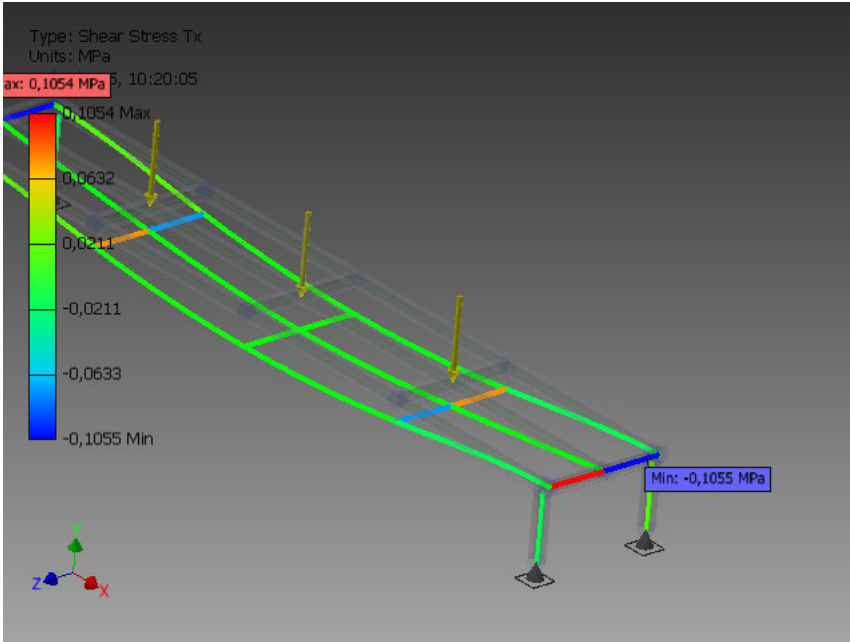 Type: Shear Stress Tx
Units: MPa
5, 10:20:05
ax: 0,1054 MPa
0,1054 Max
0,0632
0,0211
-0,0211
-0,0633
-0,1055 Min
Min: -0,1055 MPa
Y
Z
X